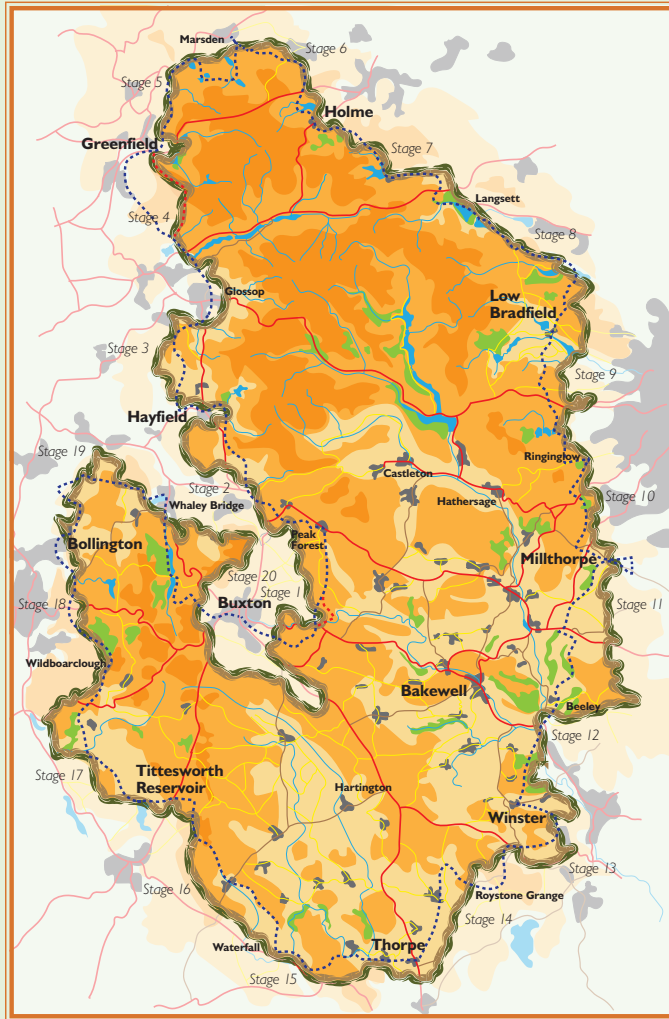 Marsden
Stage 6
Stage 5
Holme
Greenfield
Stage 7
Langsett
Stage 4
Stage 8
Glossop
Low
Bradfield
Stage 3
Stage 9
Hayfield
Ringinglow
Stage 19
Castleton
Stage 2
Hathersage
Stage 10
Whaley Bridge
Peak
Forest
Bollington
Millthorpe
Stage 20
Stage 1
Buxton
Stage 18
Stage 11
Wildboarclough
Bakewell
Beeley
Stage 12
Stage 17
Tittesworth
Reservoir
Hartington
Winster
Stage 13
Stage 16
Roystone Grange
Stage 14
Waterfall
Thorpe
Stage 15